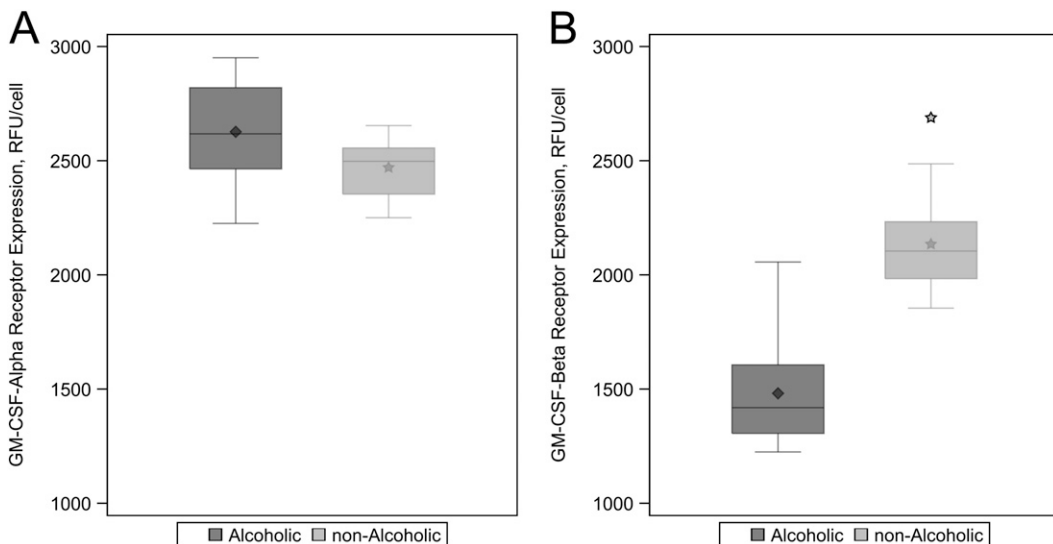 A
GM-CSF-Alpha Receptor Expression, RFU/cell
3000
2500
2000
1500
1000
Alcoholic non-Alcoholic
B
GM-CSF-Beta Receptor Expression, RFU/cell
3000
2500
2000
1500
1000
Alcoholic non-Alcoholic